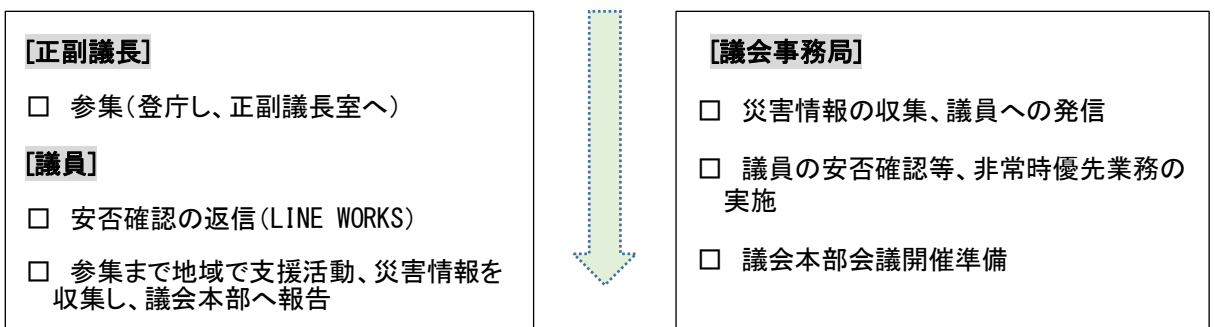 [正副議長]
□ 参集(登庁し、正副議長室へ)
[議員]
□ 安否確認の返信(LINE WORKS)
□ 参集まで地域で支援活動、災害情報を
収集し、議会本部へ報告
[議会事務局]
□ 災害情報の収集、議員への発信
□ 議員の安否確認等、非常時優先業務の
実施
□ 議会本部会議開催準備